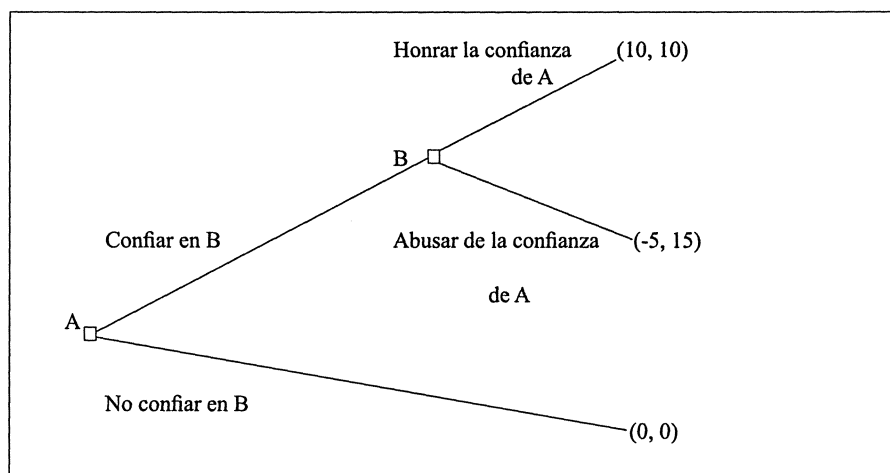 Honrar la confianza
de A
(10, 10)
B
Confiar en B
Abusar de la confianza
de A
(-5, 15)
A
No confiar en B
(0, 0)